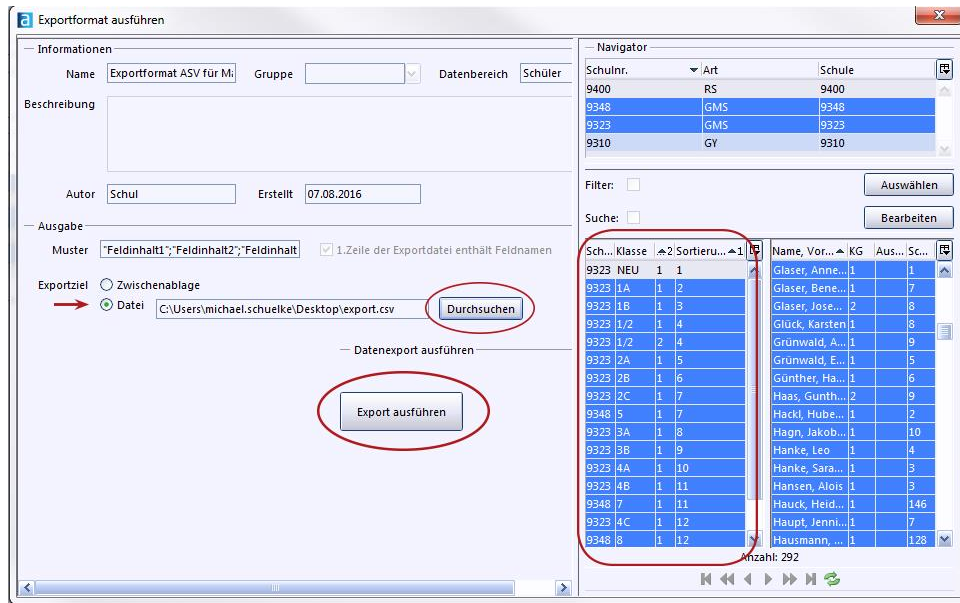 a Exportformat ausführen
Informationen
Name Exportformat ASV für Ma Gruppe Datenbereich Schüler
Beschreibung
Autor Schul Erstellt 07.08.2016
Ausgabe
Muster "Feldinhalt1";"Feldinhalt2";"Feldinhalt 1.Zeile der Exportdatei enthält Feldnamen
Exportziel Zwischenablage
Datei C:\Users\michael.schuelke\Desktop\export.csv Durchsuchen
Datenexport ausführen
Export ausführen
Navigator
Schulnr. Art Schule
9400 RS 9400
9348 GMS 9348
9323 GMS 9323
9310 GY 9310
Filter: Auswählen
Suche: Bearbeiten
Sch... Klasse 2 Sortieru... 1
9323 NEU 1 1
9323 1A 1 2
9323 1B 1 3
9323 1/2 1 4
9323 1/2 2 4
9323 2A 1 5
9323 2B 1 6
9323 2C 1 7
9348 5 1 7
9323 3A 1 8
9323 3B 1 9
9323 4A 1 10
9323 4B 1 11
9348 7 1 11
9323 4C 1 12
9348 8 1 12
Name, Vor... KG Aus... Sc...
Glaser, Anne... 1 1
Glaser, Bene... 1 7
Glaser, Jose... 2 8
Glück, Karsten 1 8
Grünwald, A... 1 9
Grünwald, E... 1 5
Günther, Ha... 1 6
Haas, Gunth... 2 9
Hackl, Hube... 1 2
Hagn, Jakob... 1 10
Hanke, Leo 1 4
Hanke, Sara... 1 3
Hansen, Alois 1 3
Hauck, Heid... 1 146
Haupt, Jenni... 1 7
Hausmann, ... 1 128
Anzahl: 292